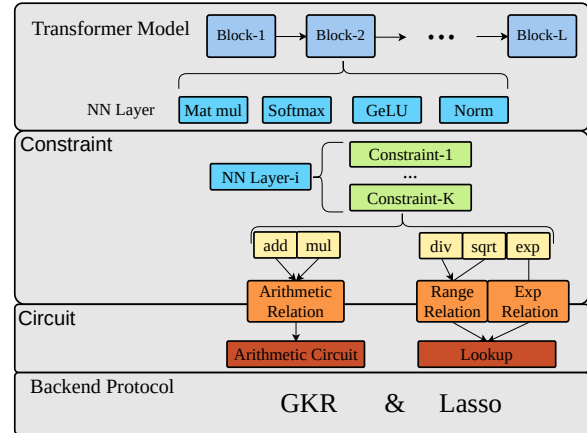 Transformer Model
Block-1 Block-2 ... Block-L
NN Layer Mat mul Softmax GeLU Norm
Constraint
Constraint-1
NN Layer-i ...
Constraint-K
add mul div sqrt exp
Arithmetic Relation
Range Relation
Exp Relation
Circuit
Arithmetic Circuit Lookup
Backend Protocol
GKR & Lasso